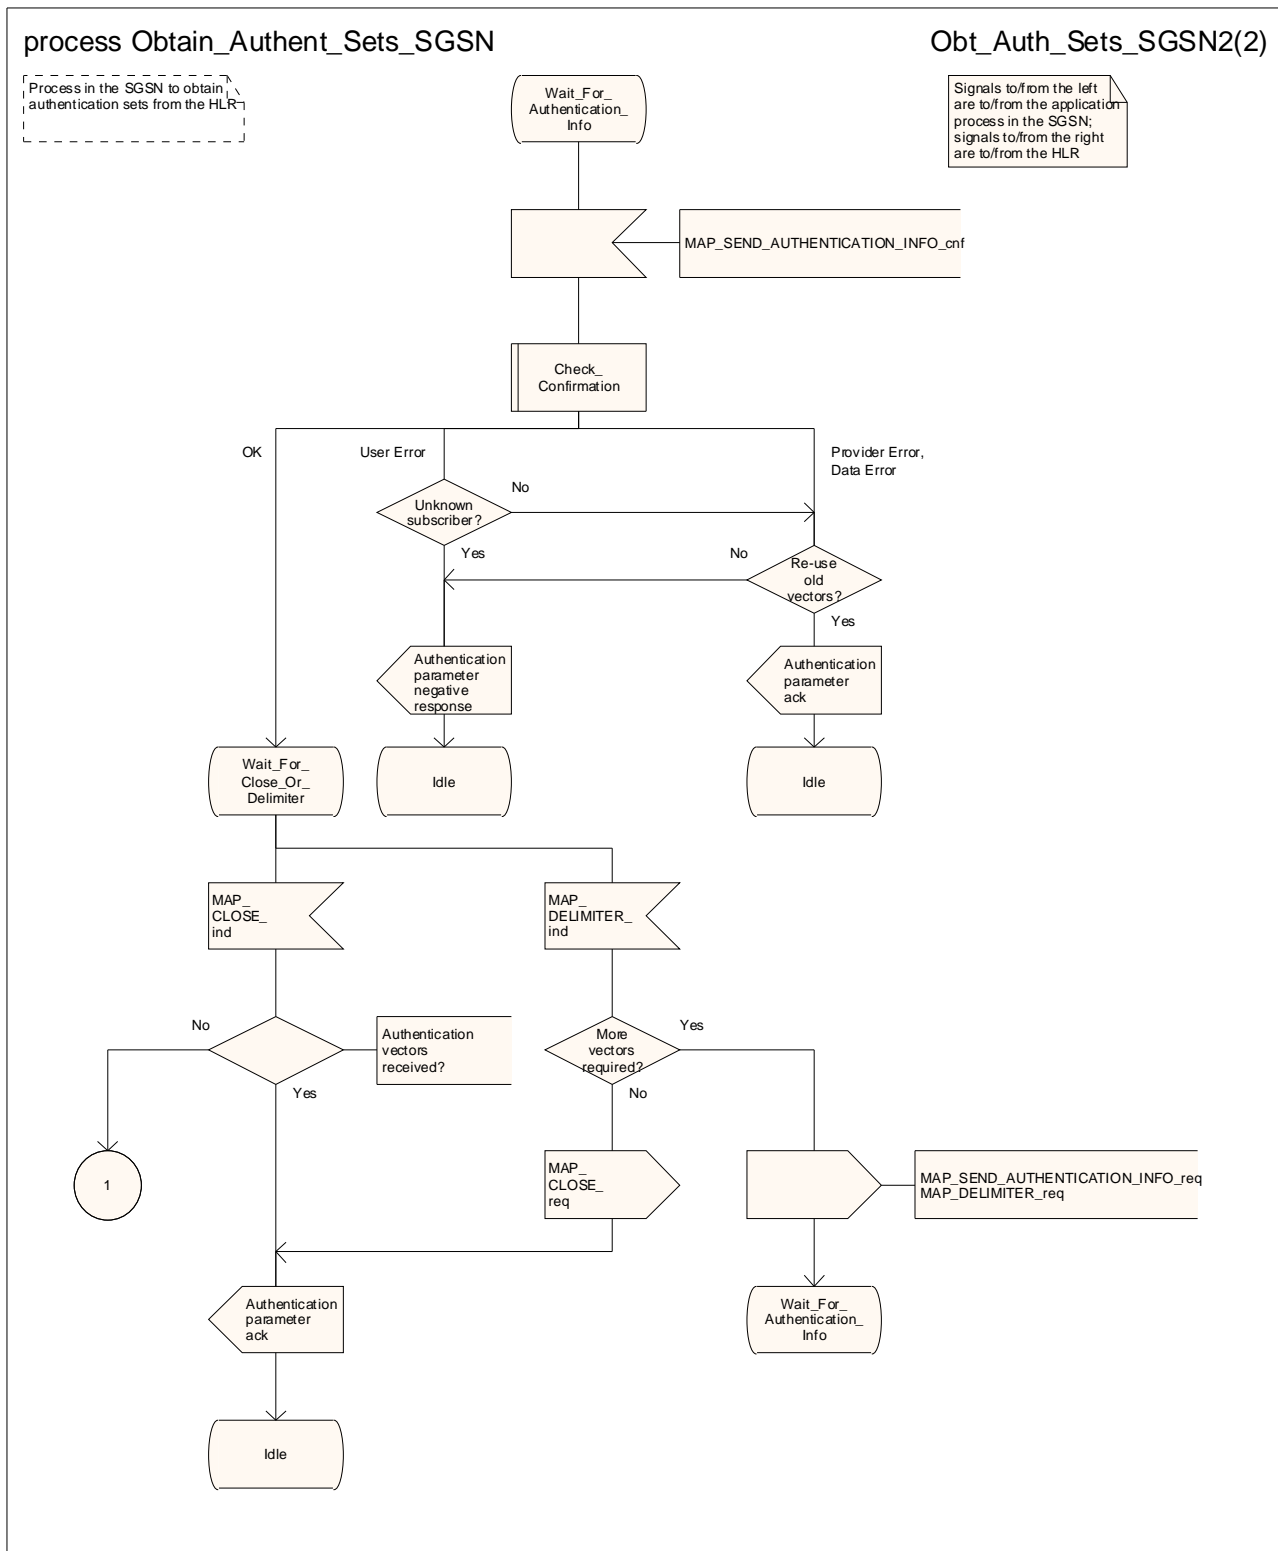 process Obtain_Authent_Sets_SGSN
Obt_Auth_Sets_SGSN2(2)
Process in the SGSN to obtain
authentication sets from the HLR
Wait_For_
Authentication_
Info
Signals to/from the left
are to/from the application
process in the SGSN;
signals to/from the right
are to/from the HLR
MAP_SEND_AUTHENTICATION_INFO_cnf
Check_
Confirmation
OK
User Error
Provider Error,
Data Error
Unknown
subscriber?
No
Yes
No
Re-use
old
vectors?
Yes
Authentication
parameter
negative
response
Authentication
parameter
ack
Wait_For_
Close_Or_
Delimiter
Idle
Idle
MAP_
CLOSE_
ind
MAP_
DELIMITER_
ind
No
Authentication
vectors
received?
Yes
More
vectors
required?
Yes
No
1
MAP_
CLOSE_
req
MAP_SEND_AUTHENTICATION_INFO_req
MAP_DELIMITER_req
Authentication
parameter
ack
Wait_For_
Authentication_
Info
Idle